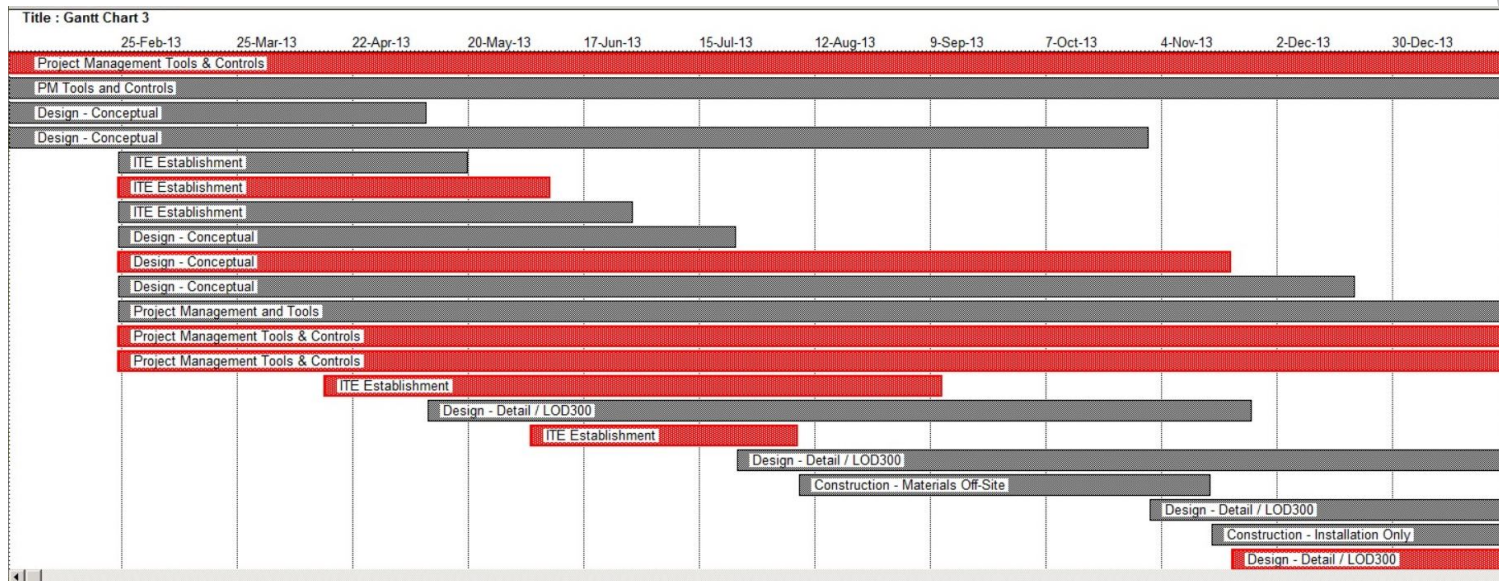 Title : Gantt Chart 3
25-Feb-13 25-Mar-13 22-Apr-13 20-May-13 17-Jun-13 15-Jul-13 12-Aug-13 9-Sep-13 7-Oct-13 4-Nov-13 2-Dec-13 30-Dec-13
Project Management Tools & Controls
PM Tools and Controls
Design - Conceptual
Design - Conceptual
ITE Establishment
ITE Establishment
ITE Establishment
Design - Conceptual
Design - Conceptual
Design - Conceptual
Project Management and Tools
Project Management Tools & Controls
Project Management Tools & Controls
ITE Establishment
Design - Detail / LOD300
ITE Establishment
Design - Detail / LOD300
Construction - Materials Off-Site
Design - Detail / LOD300
Construction - Installation Only
Design - Detail / LOD300